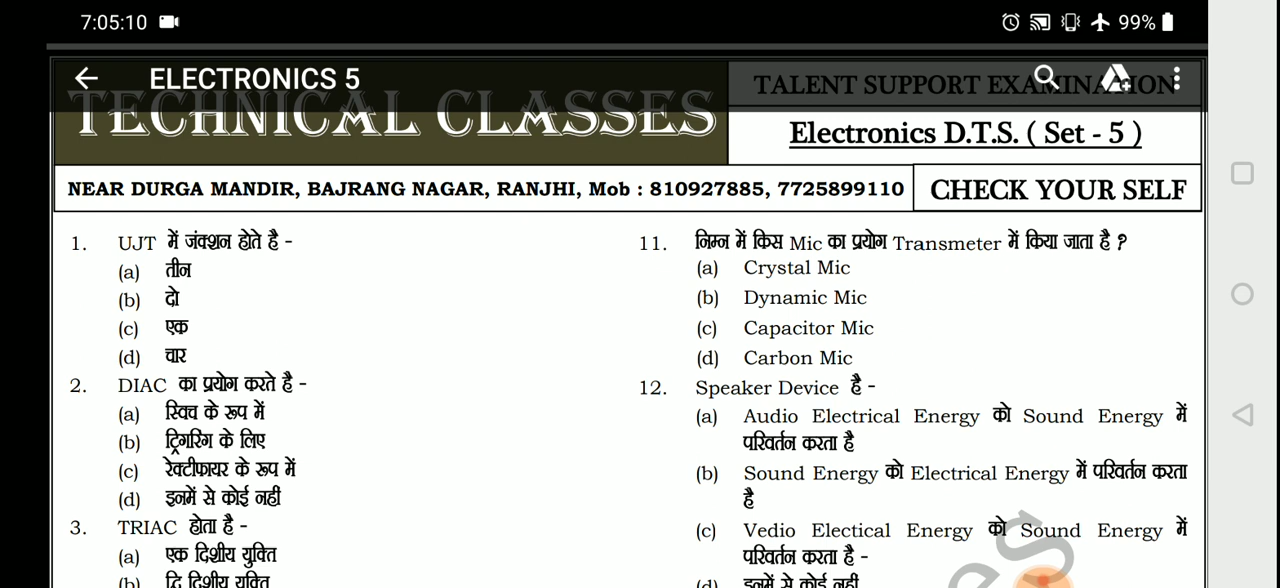 7:05:10
99%
ELECTRONICS 5
TECHNICAL CLASSES
TALENT SUPPORT EXAMINATION
Electronics D.T.S. ( Set - 5 )
NEAR DURGA MANDIR, BAJRANG NAGAR, RANJHI, Mob : 810927885, 7725899110
CHECK YOUR SELF
1. UJT में जंक्शन होते है -
(a) तीन
(b) दो
(c) एक
(d) चार
2. DIAC का प्रयोग करते है -
(a) स्विच के रूप में
(b) ट्रिगरिंग के लिए
(c) रेक्टीफायर के रूप में
(d) इनमें से कोई नही
3. TRIAC होता है -
(a) एक दिशीय युक्ति
(b) द्वि दिशीय युक्ति
11. निम्न में किस Mic का प्रयोग Transmeter में किया जाता है ?
(a) Crystal Mic
(b) Dynamic Mic
(c) Capacitor Mic
(d) Carbon Mic
12. Speaker Device है -
(a) Audio Electrical Energy को Sound Energy में
परिवर्तन करता है
(b) Sound Energy को Electrical Energy में परिवर्तन करता
है
(c) Vedio Electical Energy को Sound Energy में
परिवर्तन करता है -
(d) इनमें से कोई नहीं
es